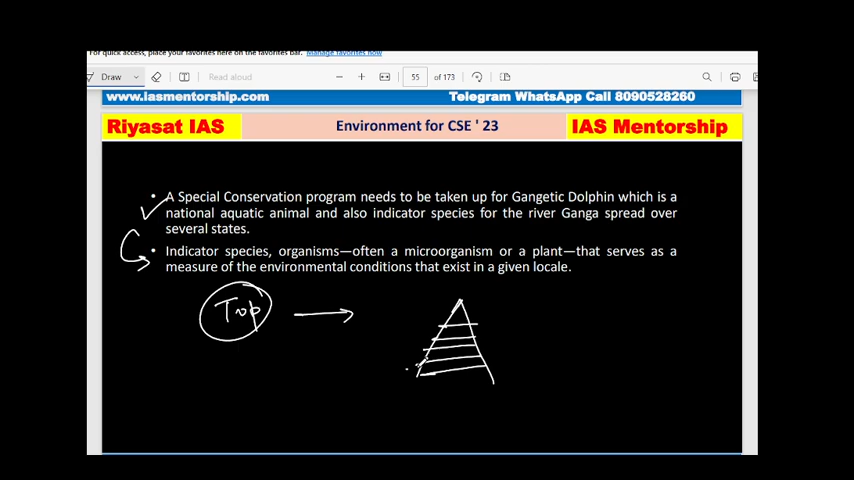 For quick access, place your favorites here on the favorites bar. Manage favorites now
Draw
Read aloud
55 of 173
www.iasmentorship.com Telegram WhatsApp Call 8090528260
Riyasat IAS Environment for CSE ' 23 IAS Mentorship
• A Special Conservation program needs to be taken up for Gangetic Dolphin which is a
national aquatic animal and also indicator species for the river Ganga spread over
several states.
• Indicator species, organisms—often a microorganism or a plant—that serves as a
measure of the environmental conditions that exist in a given locale.
Top